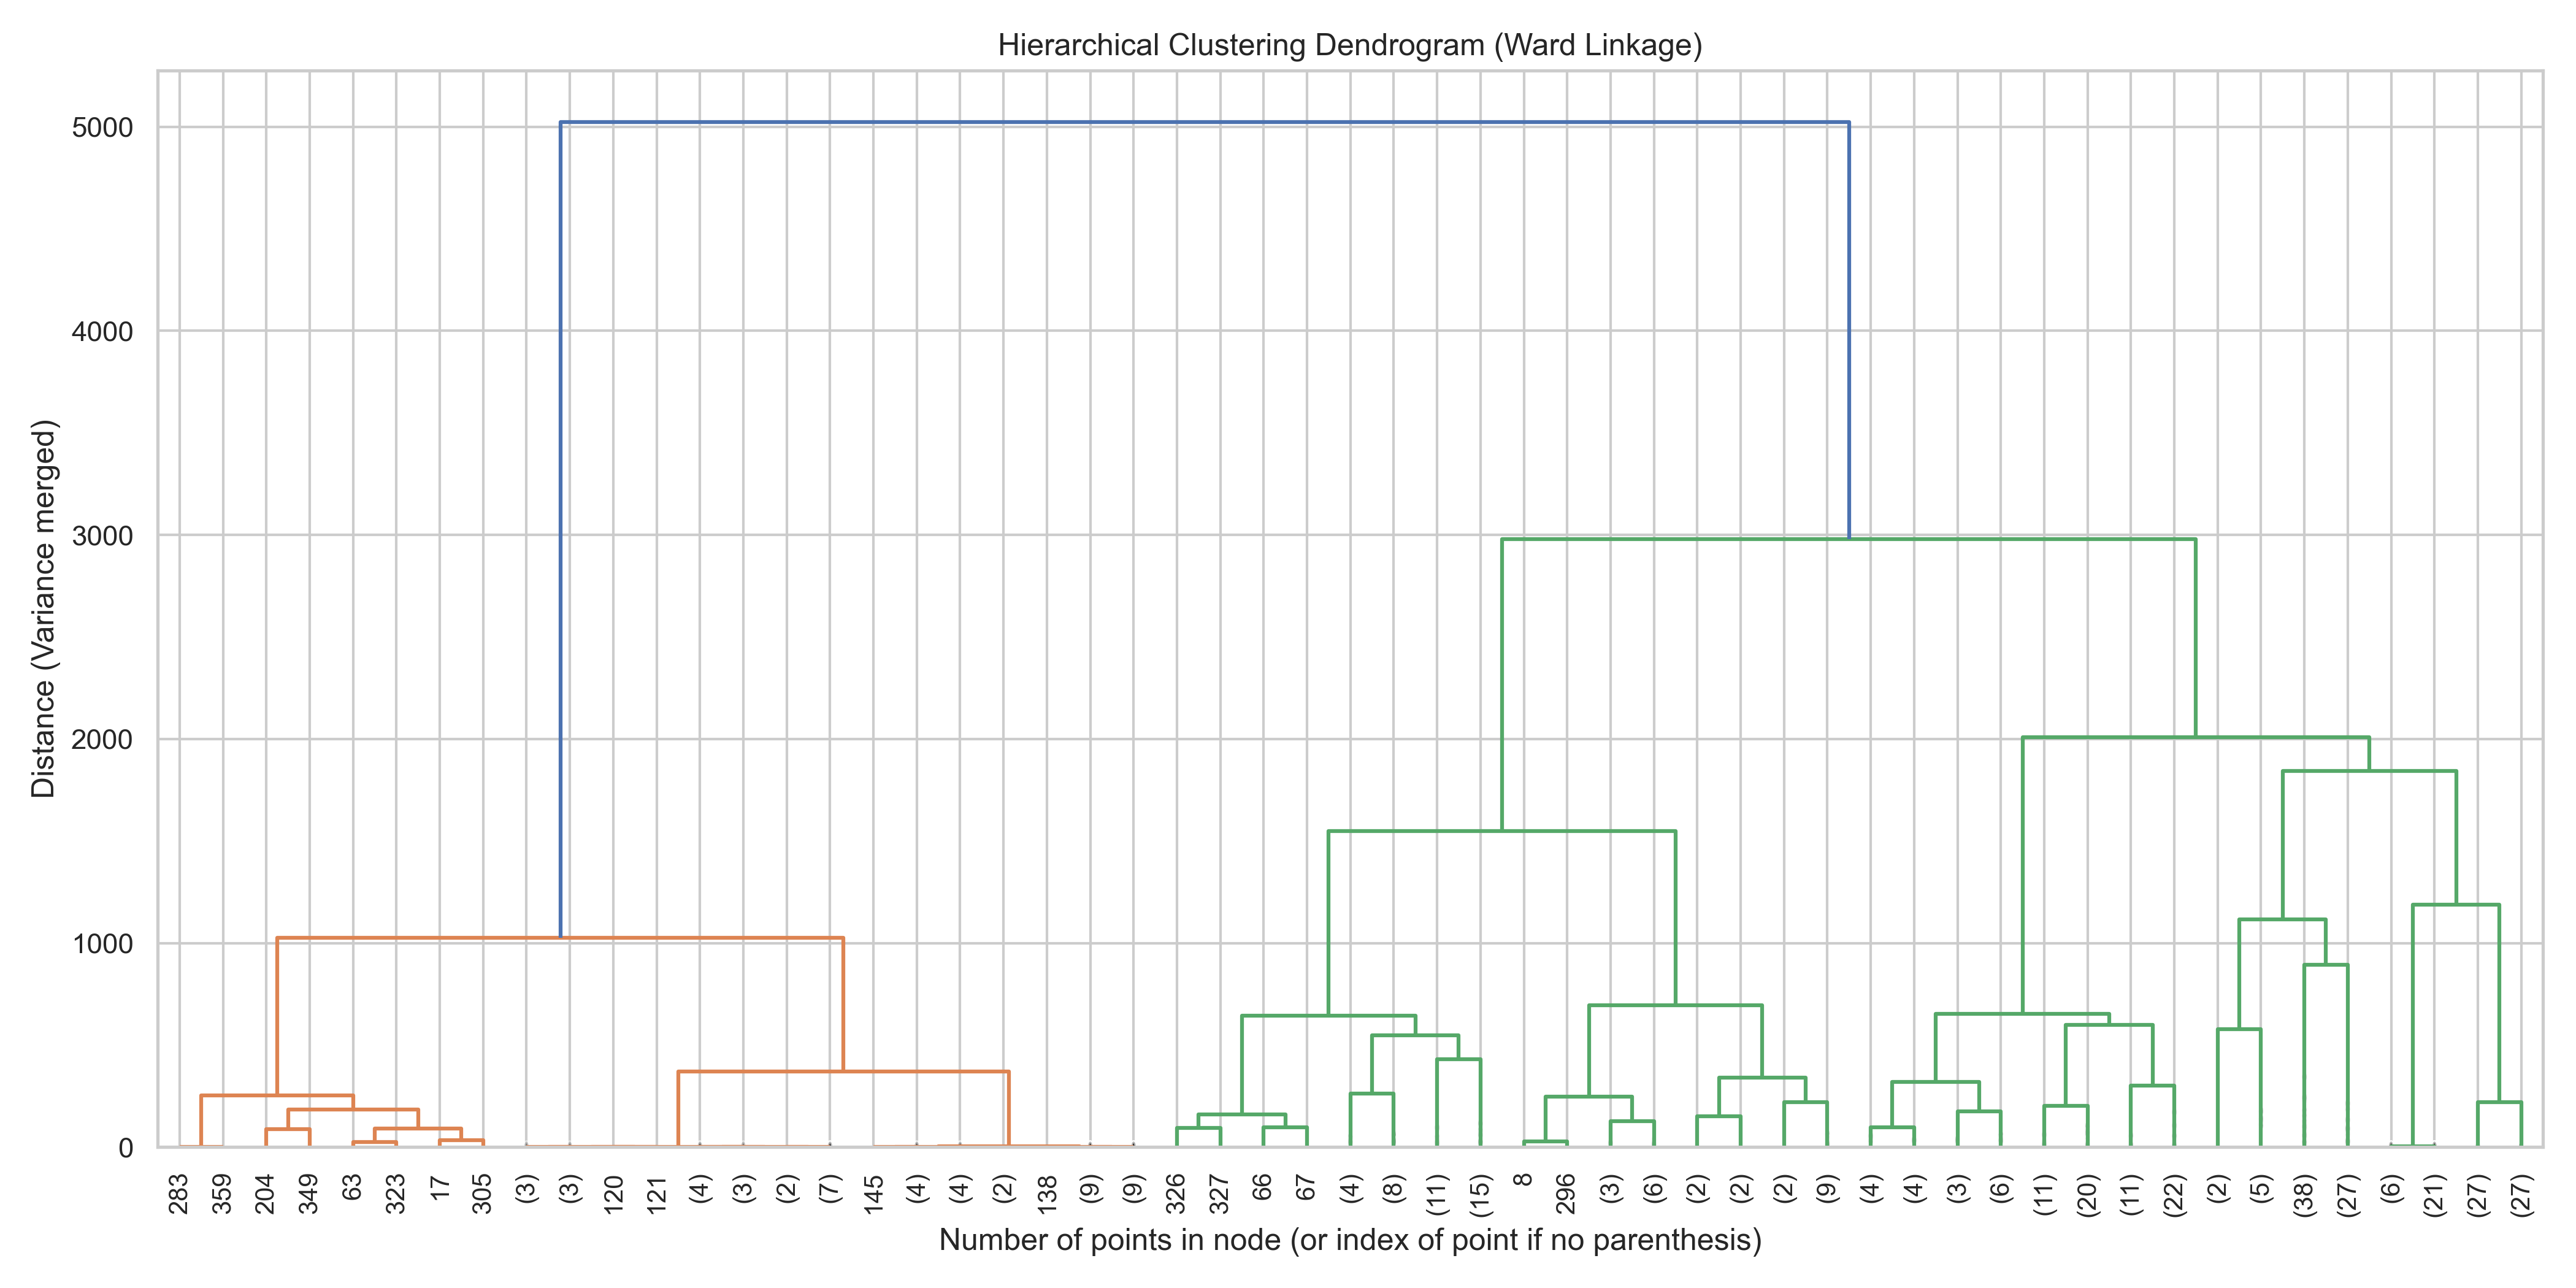 Hierarchical Clustering Dendrogram (Ward Linkage)
Distance (Variance merged)
5000
4000
3000
2000
1000
0
283 359 204 349 63 323 17 305 (3) (3) 120 121 (4) (3) (2) (7) 145 (4) (4) (2) 138 (9) (9) 326 327 66 67 (4) (8) (11) (15) 8 296 (3) (6) (2) (2) (2) (9) (4) (4) (3) (6) (11) (20) (11) (22) (2) (5) (38) (27) (6) (21) (27) (27)
Number of points in node (or index of point if no parenthesis)